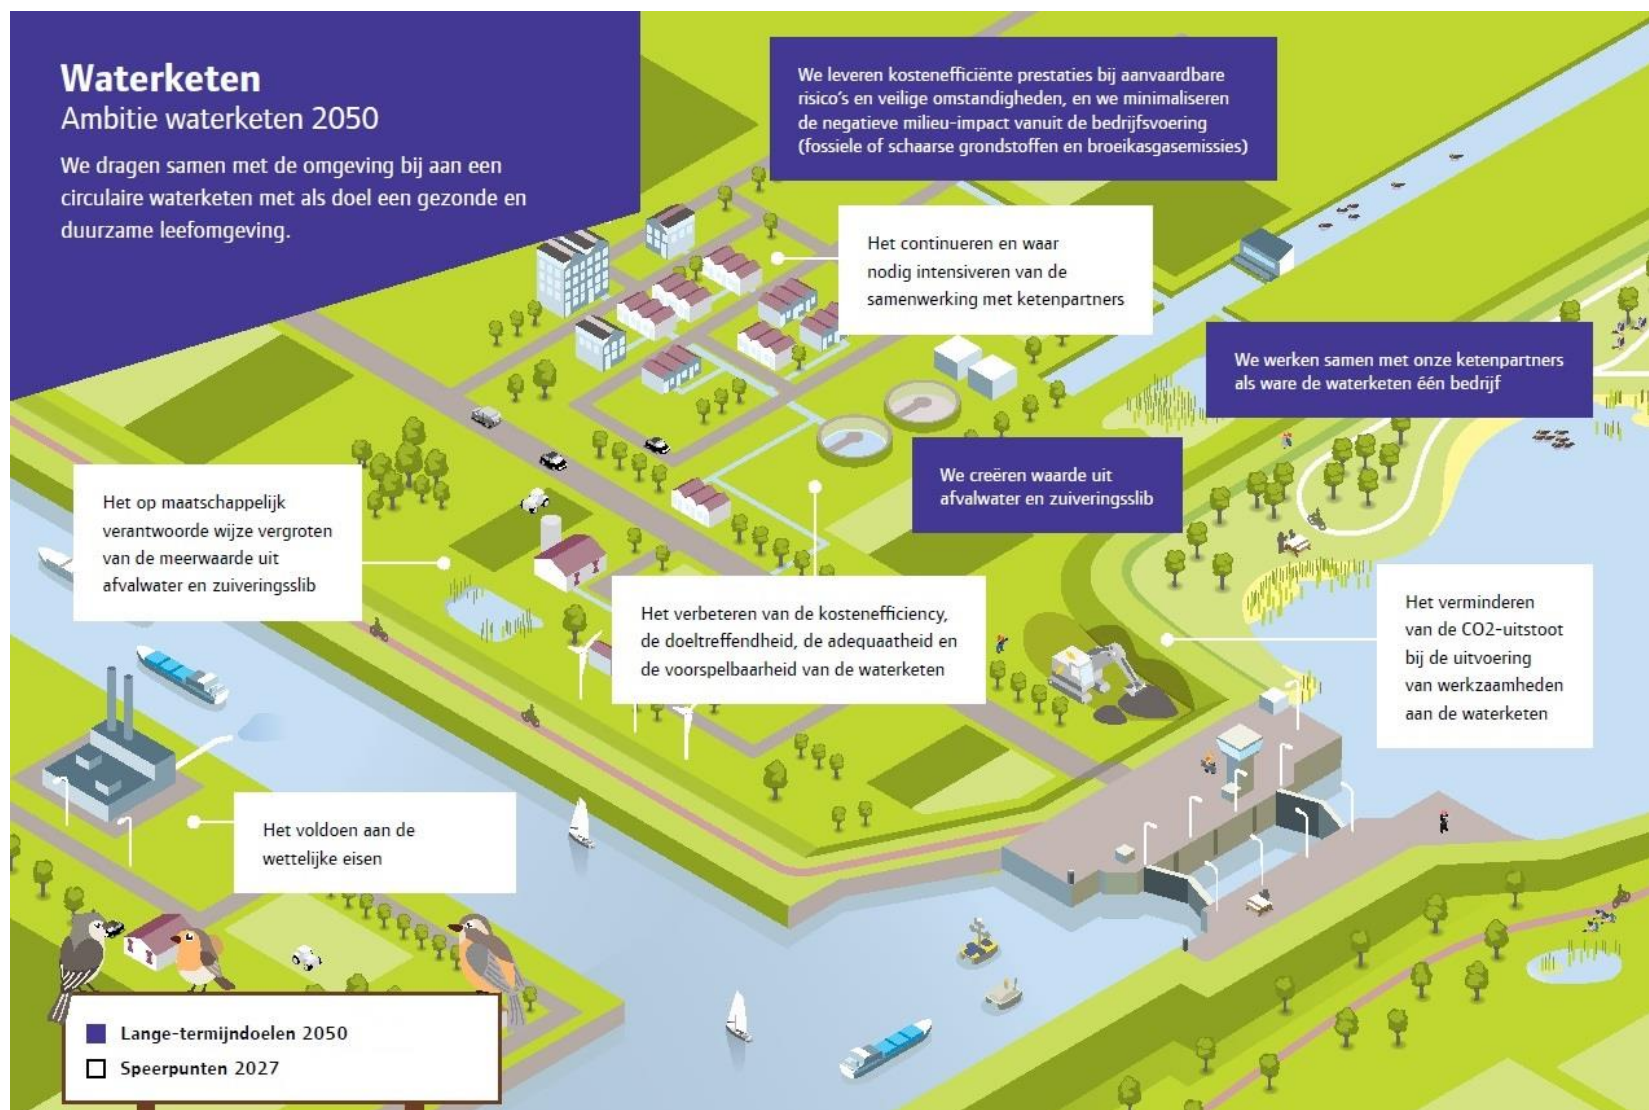 Waterketen
Ambitie waterketen 2050
We dragen samen met de omgeving bij aan een
circulaire waterketen met als doel een gezonde en
duurzame leefomgeving.
We leveren kostenefficiënte prestaties bij aanvaardbare
risico's en veilige omstandigheden, en we minimaliseren
de negatieve milieu-impact vanuit de bedrijfsvoering
(fossiele of schaarse grondstoffen en broeikasgasemissies)
Het continueren en waar
nodig intensiveren van de
samenwerking met ketenpartners
We werken samen met onze ketenpartners
als ware de waterketen één bedrijf
We creëren waarde uit
afvalwater en zuiveringsslib
Het op maatschappelijk
verantwoorde wijze vergroten
van de meerwaarde uit
afvalwater en zuiveringsslib
Het verbeteren van de kostenefficiency,
de doeltreffendheid, de adequaatheid en
de voorspelbaarheid van de waterketen
Het verminderen
van de CO2-uitstoot
bij de uitvoering
van werkzaamheden
aan de waterketen
Het voldoen aan de
wettelijke eisen
Lange-termijndoelen 2050
Speerpunten 2027